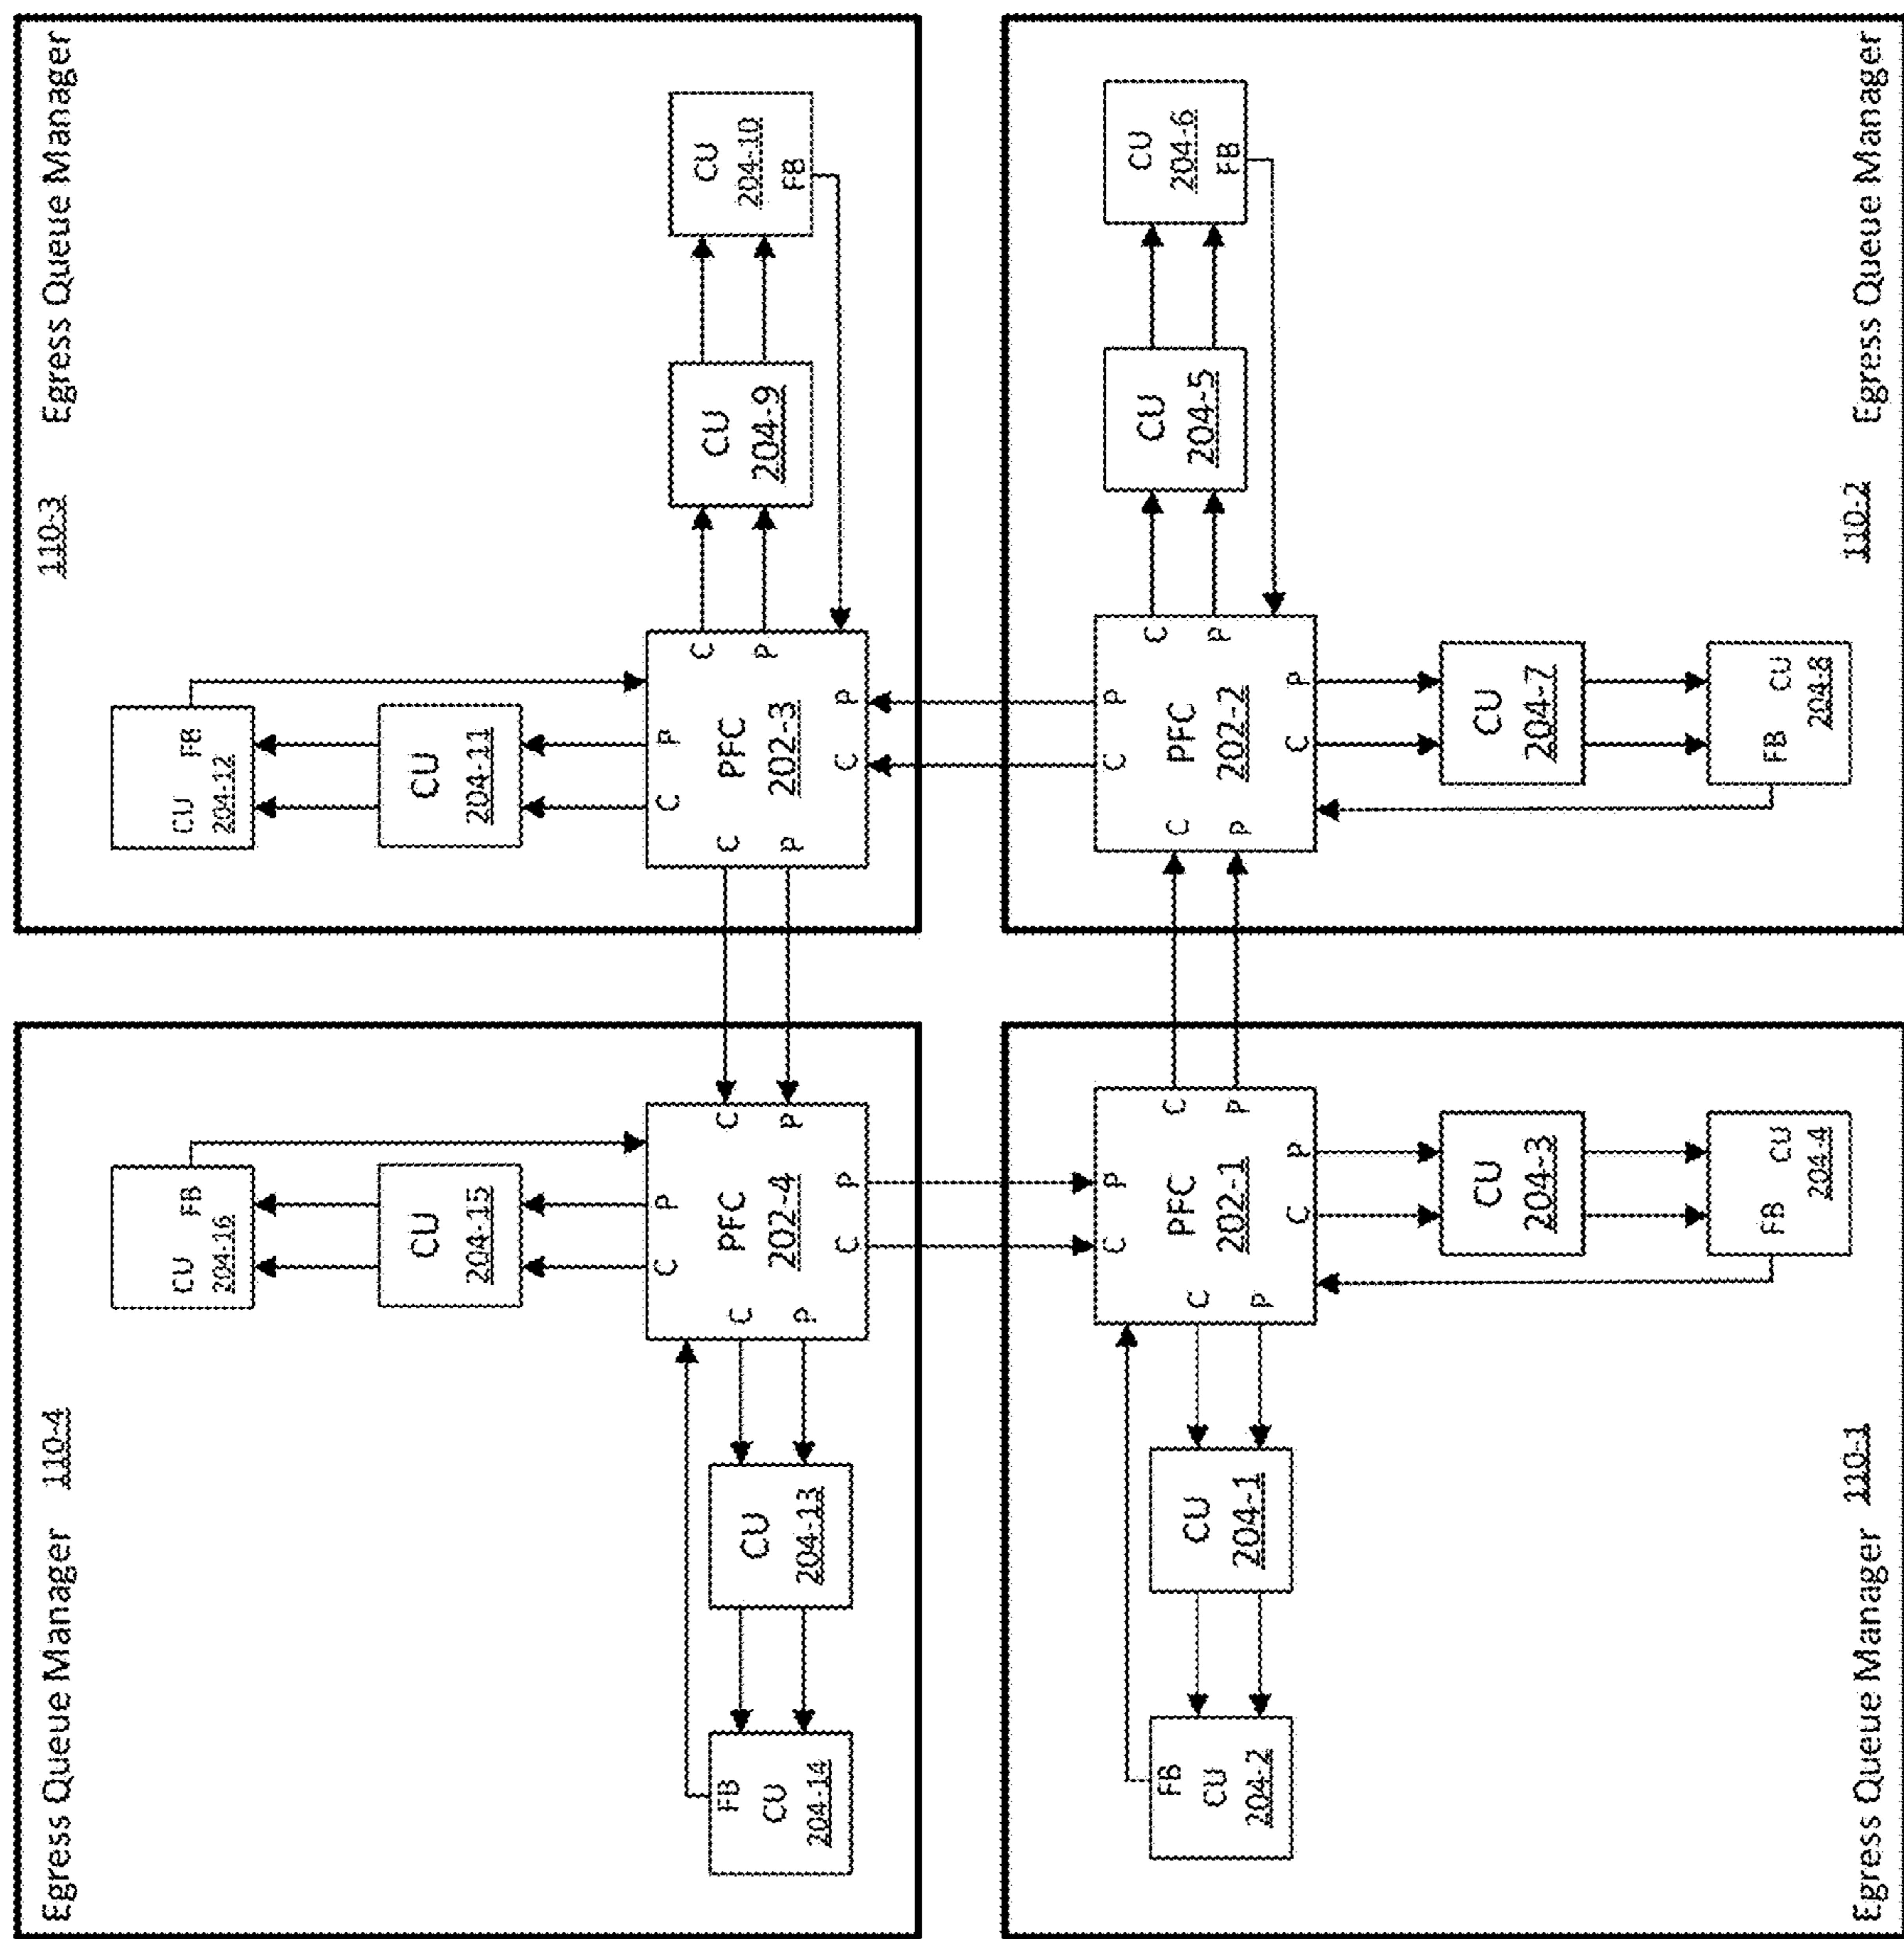 Egress Queue Manager 110-4
CU FB
204-16
CU
204-15
C P
C
C
PFC
202-4
P
P
C P
FB
CU
204-14
CU
204-13
110-3 Egress Queue Manager
CU FB
204-12
CU
204-11
C P
C
C
PFC
202-3
P
P
C P
CU
204-9
CU
204-10
FB
C P
C
C
PFC
202-1
P
P
C P
FB
CU
204-2
CU
204-1
CU
204-3
FB CU
204-4
Egress Queue Manager 110-1
C P
C
C
PFC
202-2
P
P
C P
CU
204-5
CU
204-6
FB
CU
204-7
FB CU
204-8
110-2 Egress Queue Manager